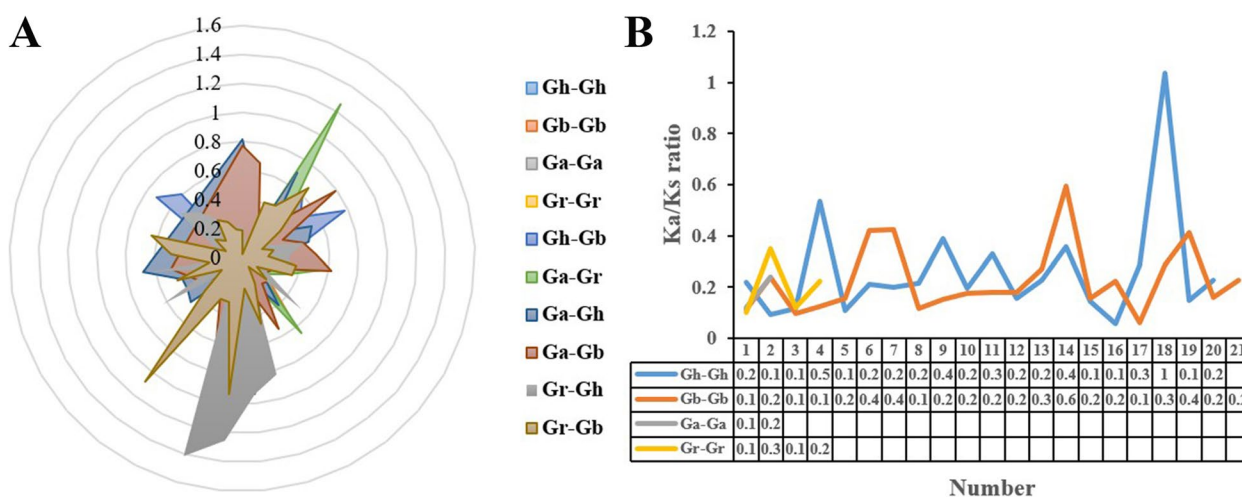 A
1.6
1.4
1.2
1
0.8
0.6
0.4
0.2
0
Gh-Gh
Gb-Gb
Ga-Ga
Gr-Gr
Gh-Gb
Ga-Gr
Ga-Gh
Ga-Gb
Gr-Gh
Gr-Gb
B
Ka/Ks ratio
1.2
1
0.8
0.6
0.4
0.2
0
1 2 3 4 5 6 7 8 9 10 11 12 13 14 15 16 17 18 19 20 21
Gh-Gh 0.2 0.1 0.1 0.5 0.1 0.2 0.2 0.2 0.4 0.2 0.3 0.2 0.2 0.4 0.1 0.1 0.3 1 0.1 0.2
Gb-Gb 0.1 0.2 0.1 0.1 0.2 0.4 0.4 0.1 0.2 0.2 0.2 0.2 0.3 0.6 0.2 0.2 0.1 0.3 0.4 0.2
Ga-Ga 0.1 0.2
Gr-Gr 0.1 0.3 0.1 0.2
Number